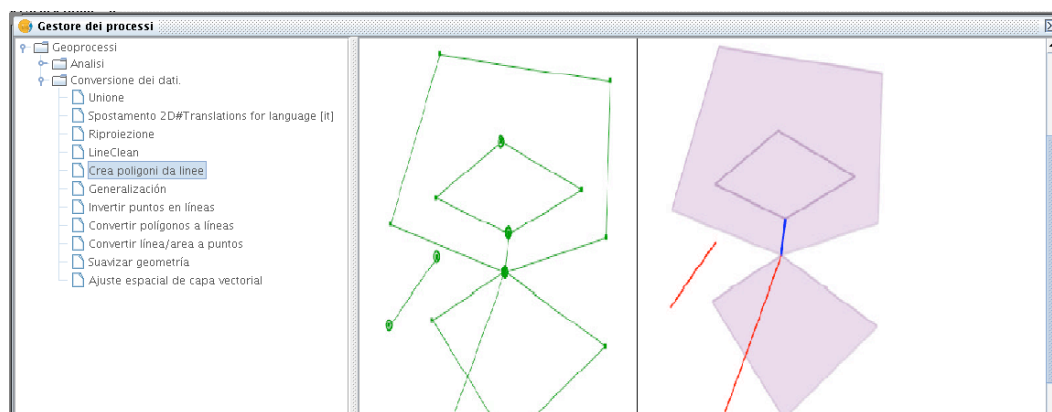 Gestore dei processi
Geoprocessi
Analisi
Conversione dei dati.
Unione
Spostamento 2D#Translations for language [it]
Riproiezione
LineClean
Crea poligoni da linee
Generalización
Invertir puntos en líneas
Convertir polígonos a líneas
Convertir línea/area a puntos
Suavizar geometría
Ajuste espacial de capa vectorial